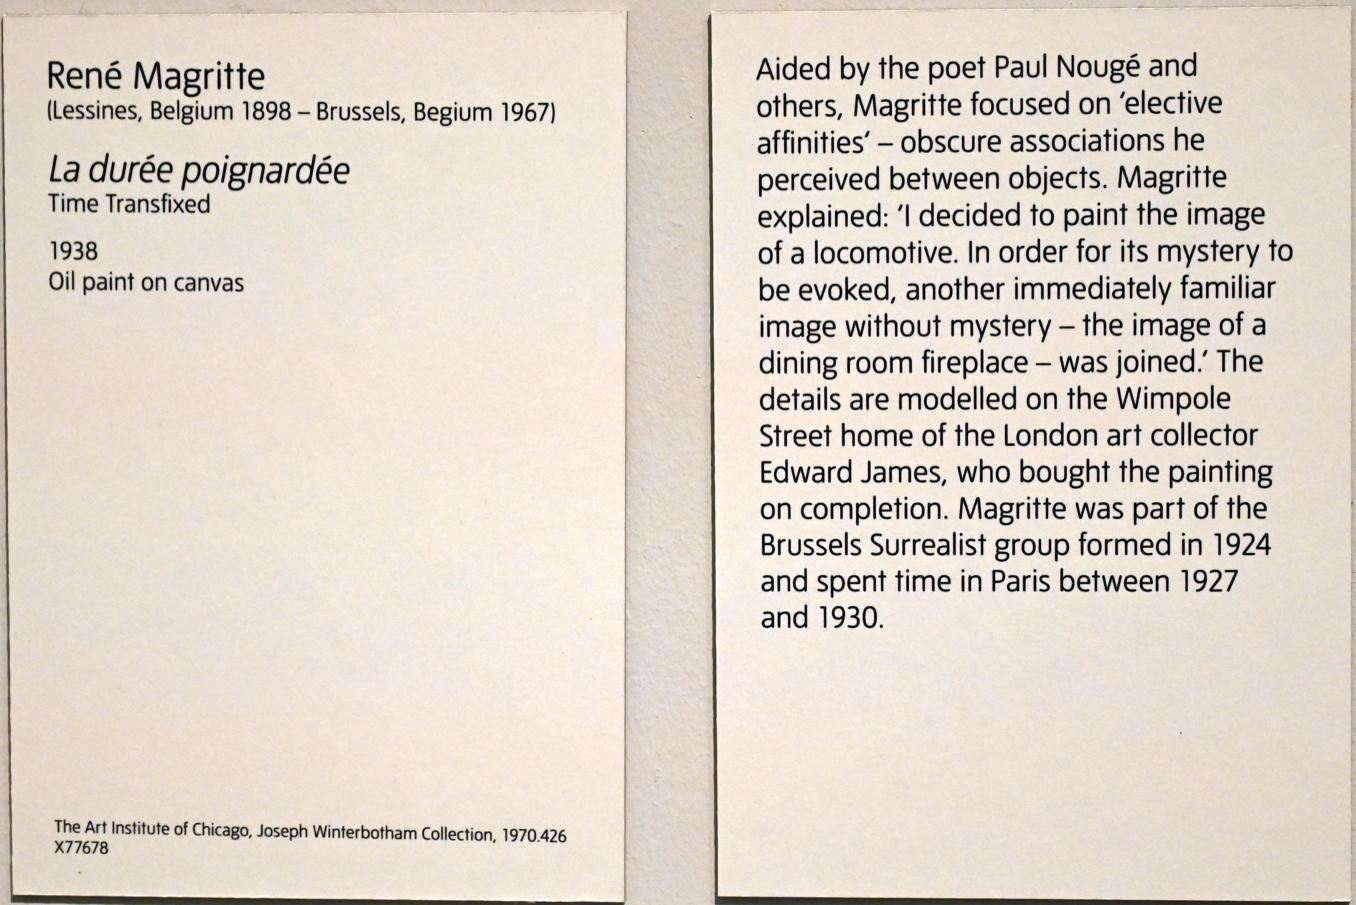 René Magritte
(Lessines, Belgium 1898 – Brussels, Begium 1967)
La durée poignardée
Time Transfixed
1938
Oil paint on canvas
The Art Institute of Chicago, Joseph Winterbotham Collection, 1970.426
X77678
Aided by the poet Paul Nougé and
others, Magritte focused on ‘elective
affinities’ – obscure associations he
perceived between objects. Magritte
explained: ‘I decided to paint the image
of a locomotive. In order for its mystery to
be evoked, another immediately familiar
image without mystery – the image of a
dining room fireplace – was joined.’ The
details are modelled on the Wimpole
Street home of the London art collector
Edward James, who bought the painting
on completion. Magritte was part of the
Brussels Surrealist group formed in 1924
and spent time in Paris between 1927
and 1930.